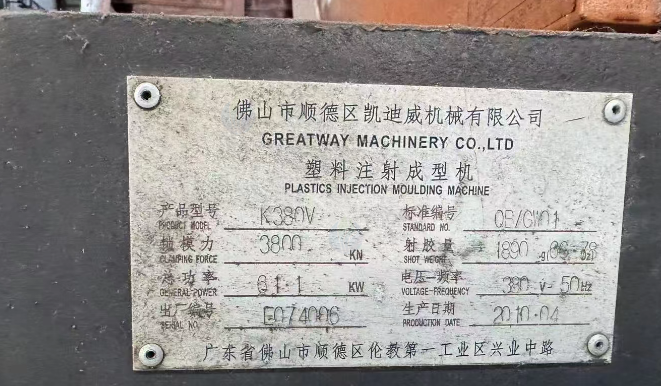 佛山市顺德区凯迪威机械有限公司
GREATWAY MACHINERY CO.,LTD
塑料注射成型机
PLASTICS INJECTION MOULDING MACHINE
产品型号 K380V 标准编号
PRODUCT MODEL STANDARD NO.
锁模力 3800 KN 射胶量 1890 g
CLAMPING FORCE SHOT WEIGHT
总功率 61.1 KW 电压-频率 380 V- 50Hz
GENERAL POWER VOLTAGE-FREQUENCY
出厂编号 生产日期 2010.04
SERIAL NO. PRODUCTION DATE
广东省佛山市顺德区伦教第一工业区兴业中路